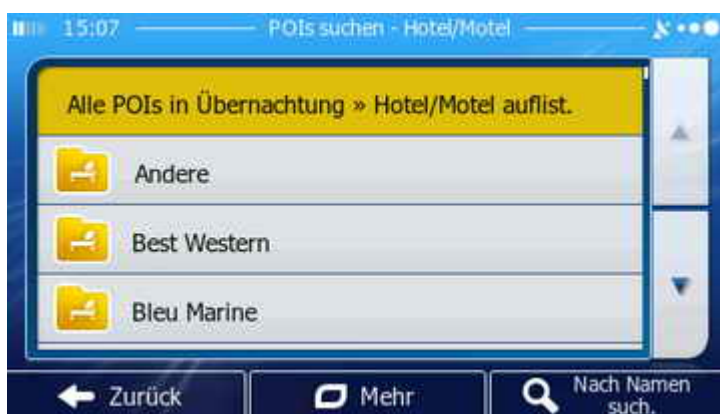 15:07 POIs suchen - Hotel/Motel
Alle POIs in Übernachtung » Hotel/Motel auflist.
Andere
Best Western
Bleu Marine
Zurück
Mehr
Nach Namen
such.